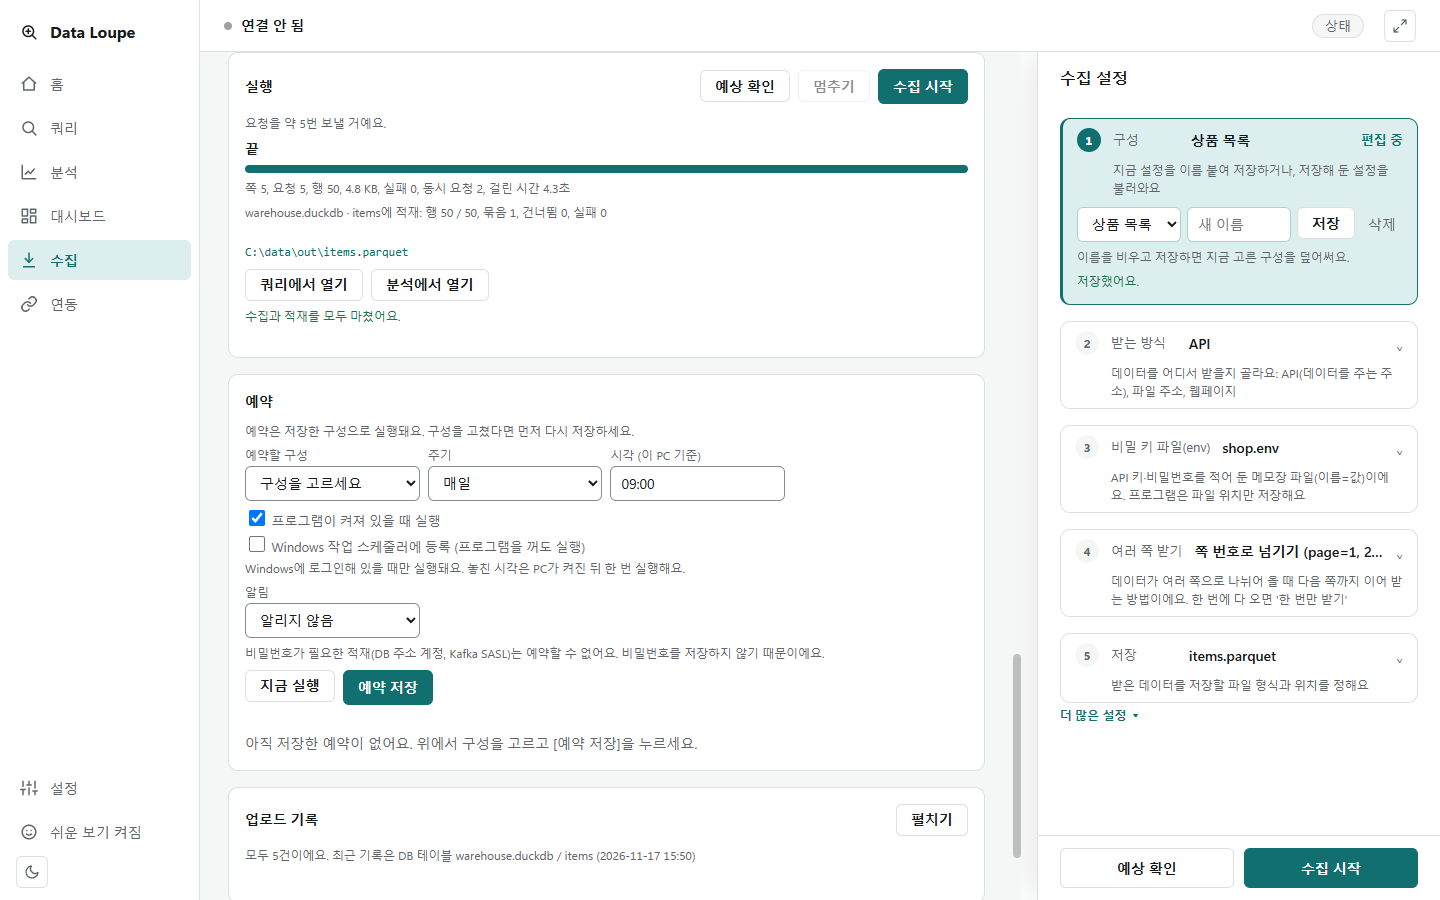 Data Loupe
홈
쿼리
분석
대시보드
수집
연동
설정
쉬운 보기 켜짐
연결 안 됨
상태
실행
예상 확인
멈추기
수집 시작
요청을 약 5번 보낼 거예요.
끝
쪽 5, 요청 5, 행 50, 4.8 KB, 실패 0, 동시 요청 2, 걸린 시간 4.3초
warehouse.duckdb · items에 적재: 행 50 / 50, 묶음 1, 건너뜀 0, 실패 0
C:\data\out\items.parquet
쿼리에서 열기
분석에서 열기
수집과 적재를 모두 마쳤어요.
예약
예약은 저장한 구성으로 실행돼요. 구성을 고쳤다면 먼저 다시 저장하세요.
예약할 구성
주기
시각 (이 PC 기준)
구성을 고르세요
매일
09:00
프로그램이 켜져 있을 때 실행
Windows 작업 스케줄러에 등록 (프로그램을 꺼도 실행)
Windows에 로그인해 있을 때만 실행돼요. 놓친 시각은 PC가 켜진 뒤 한 번 실행해요.
알림
알리지 않음
비밀번호가 필요한 적재(DB 주소 계정, Kafka SASL)는 예약할 수 없어요. 비밀번호를 저장하지 않기 때문이에요.
지금 실행
예약 저장
아직 저장한 예약이 없어요. 위에서 구성을 고르고 [예약 저장]을 누르세요.
업로드 기록
펼치기
모두 5건이에요. 최근 기록은 DB 테이블 warehouse.duckdb / items (2026-11-17 15:50)
수집 설정
1 구성 상품 목록 편집 중
지금 설정을 이름 붙여 저장하거나, 저장해 둔 설정을
불러와요
상품 목록
새 이름
저장
삭제
이름을 비우고 저장하면 지금 고른 구성을 덮어써요.
저장했어요.
2 받는 방식 API
데이터를 어디서 받을지 골라요: API(데이터를 주는 주
소), 파일 주소, 웹페이지
3 비밀 키 파일(env) shop.env
API 키·비밀번호를 적어 둔 메모장 파일(이름=값)이에
요. 프로그램은 파일 위치만 저장해요
4 여러 쪽 받기 쪽 번호로 넘기기 (page=1, 2...
데이터가 여러 쪽으로 나뉘어 올 때 다음 쪽까지 이어 받
는 방법이에요. 한 번에 다 오면 '한 번만 받기'
5 저장 items.parquet
받은 데이터를 저장할 파일 형식과 위치를 정해요
더 많은 설정
예상 확인
수집 시작